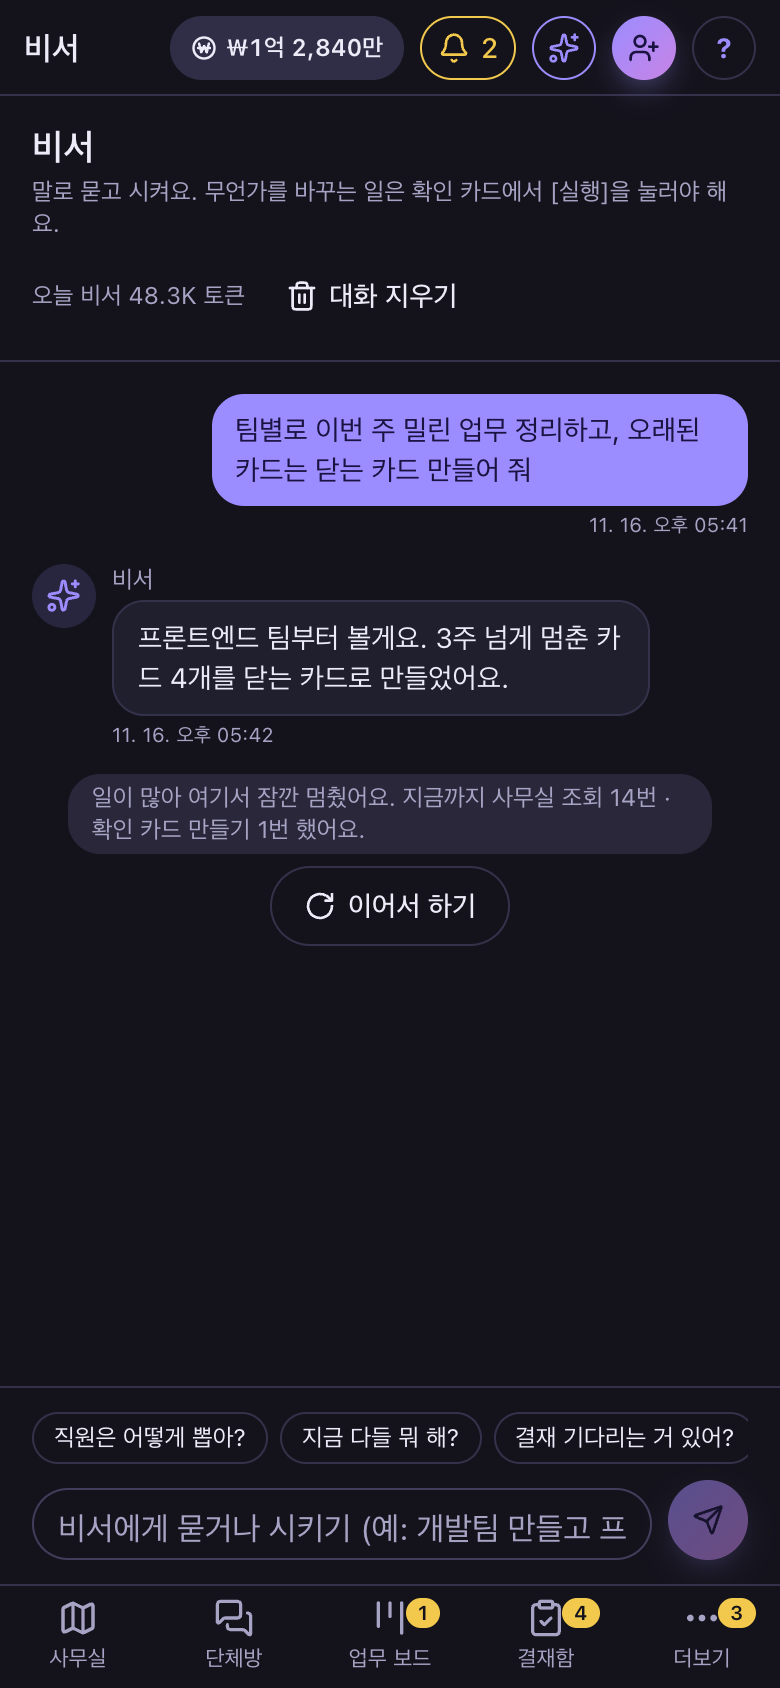 비서
₩1억 2,840만
2
?
비서
말로 묻고 시켜요. 무언가를 바꾸는 일은 확인 카드에서 [실행]을 눌러야 해
요.
오늘 비서 48.3K 토큰
대화 지우기
팀별로 이번 주 밀린 업무 정리하고, 오래된
카드는 닫는 카드 만들어 줘
11. 16. 오후 05:41
비서
프론트엔드 팀부터 볼게요. 3주 넘게 멈춘 카
드 4개를 닫는 카드로 만들었어요.
11. 16. 오후 05:42
일이 많아 여기서 잠깐 멈췄어요. 지금까지 사무실 조회 14번 ·
확인 카드 만들기 1번 했어요.
이어서 하기
직원은 어떻게 뽑아?
지금 다들 뭐 해?
결재 기다리는 거 있어?
비서에게 묻거나 시키기 (예: 개발팀 만들고 프
사무실
단체방
1
업무 보드
4
결재함
3
더보기